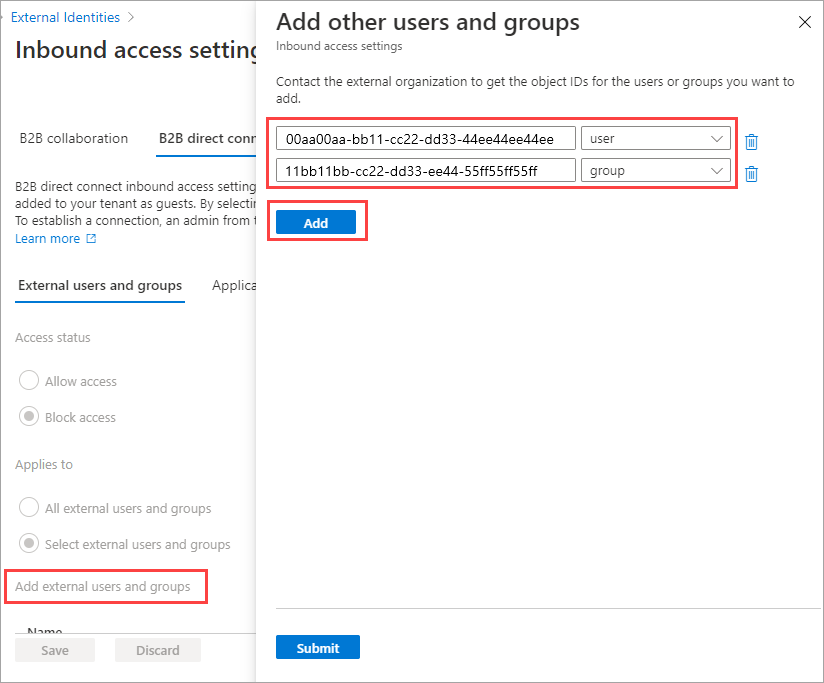 External Identities >
Inbound access setting
B2B collaboration
B2B direct conn
B2B direct connect inbound access setting
added to your tenant as guests. By selectin
To establish a connection, an admin from t
Learn more
External users and groups
Applica
Access status
Allow access
Block access
Applies to
All external users and groups
Select external users and groups
Add external users and groups
Name
Save
Discard
Add other users and groups
Inbound access settings
Contact the external organization to get the object IDs for the users or groups you want to
add.
00aa00aa-bb11-cc22-dd33-44ee44ee44ee
user
11bb11bb-cc22-dd33-ee44-55ff55ff55ff
group
Add
Submit